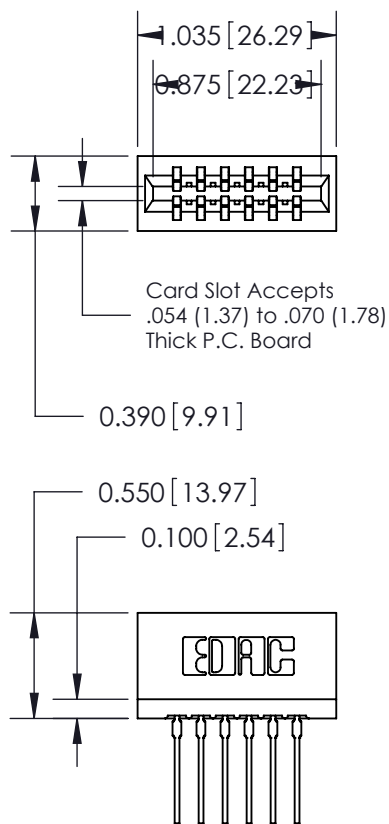 1.035 [26.29]
0.875 [22.23]
Card Slot Accepts
.054 (1.37) to .070 (1.78)
Thick P.C. Board
0.390 [9.91]
0.550 [13.97]
0.100 [2.54]
EDAC